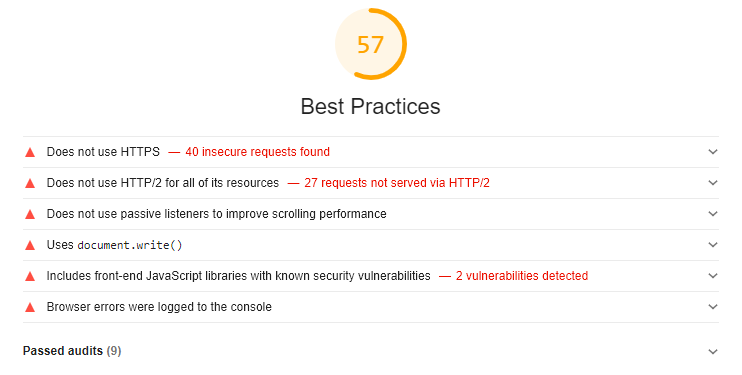 57
Best Practices
Does not use HTTPS — 40 insecure requests found
Does not use HTTP/2 for all of its resources — 27 requests not served via HTTP/2
Does not use passive listeners to improve scrolling performance
Uses document.write()
Includes front-end JavaScript libraries with known security vulnerabilities — 2 vulnerabilities detected
Browser errors were logged to the console
Passed audits (9)